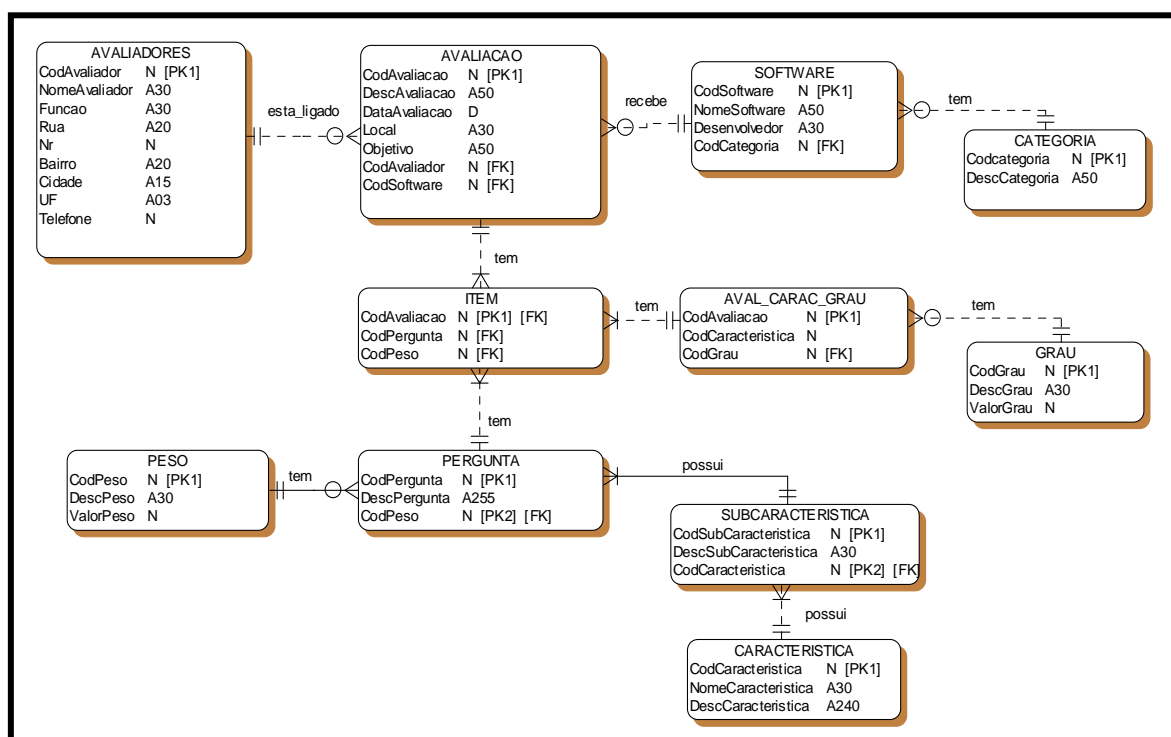 AVALIADORES
CodAvaliador N [PK1]
NomeAvaliador A30
Funcao A30
Rua A20
Nr N
Bairro A20
Cidade A15
UF A03
Telefone N
esta_ligado
AVALIACAO
CodAvaliacao N [PK1]
DescAvaliacao A50
DataAvaliacao D
Local A30
Objetivo A50
CodAvaliador N [FK]
CodSoftware N [FK]
recebe
SOFTWARE
CodSoftware N [PK1]
NomeSoftware A50
Desenvolvedor A30
CodCategoria N [FK]
tem
CATEGORIA
Codcategoria N [PK1]
DescCategoria A50
tem
ITEM
CodAvaliacao N [PK1] [FK]
CodPergunta N [FK]
CodPeso N [FK]
tem
AVAL_CARAC_GRAU
CodAvaliacao N [PK1]
CodCaracteristica N
CodGrau N [FK]
tem
GRAU
CodGrau N [PK1]
DescGrau A30
ValorGrau N
tem
PESO
CodPeso N [PK1]
DescPeso A30
ValorPeso N
tem
PERGUNTA
CodPergunta N [PK1]
DescPergunta A255
CodPeso N [PK2] [FK]
possui
SUBCARACTERISTICA
CodSubCaracteristica N [PK1]
DescSubCaracteristica A30
CodCaracteristica N [PK2] [FK]
possui
CARACTERISTICA
CodCaracteristica N [PK1]
NomeCaracteristica A30
DescCaracteristica A240